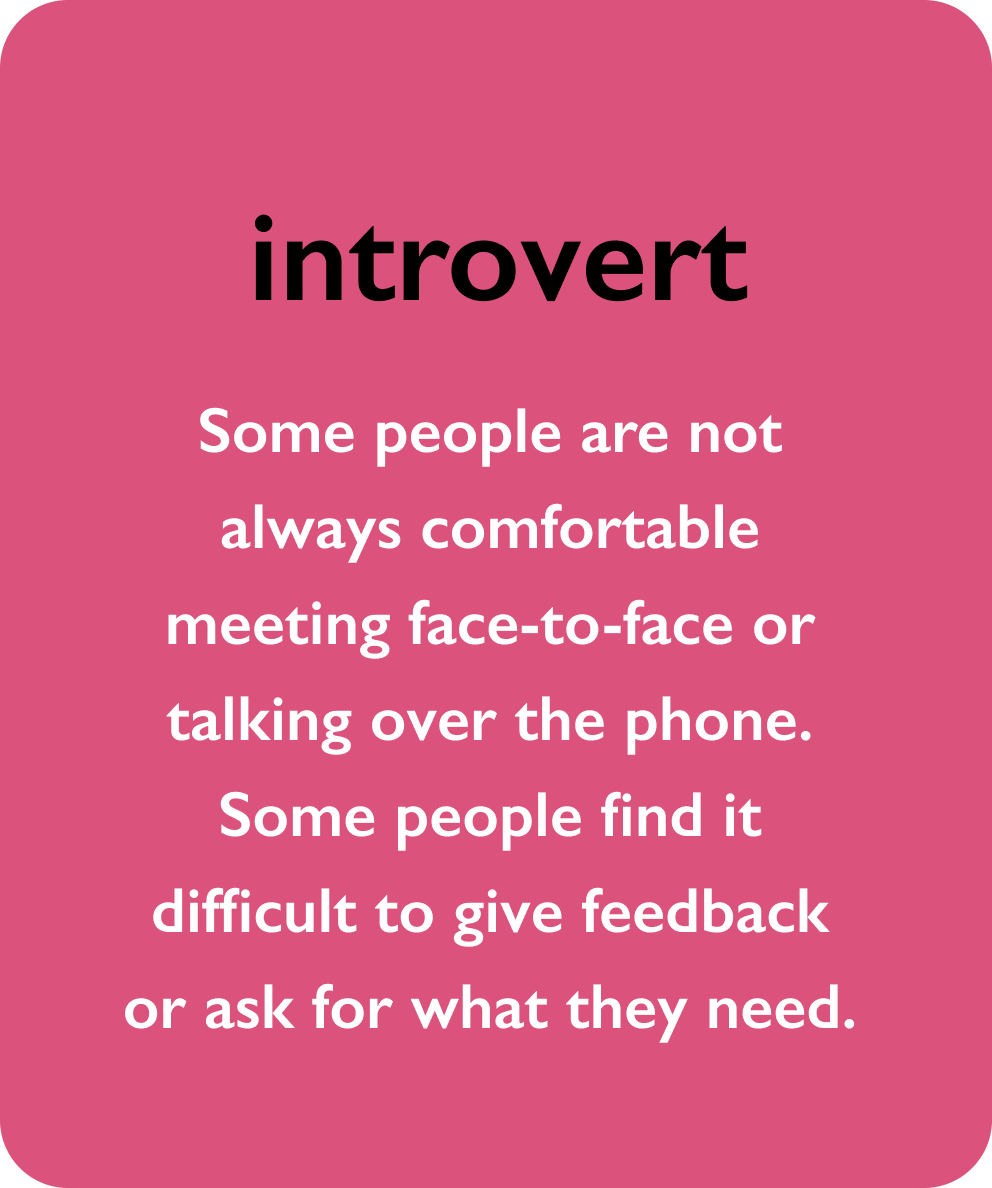 introvert
Some people are not
always comfortable
meeting face-to-face or
talking over the phone.
Some people find it
difficult to give feedback
or ask for what they need.